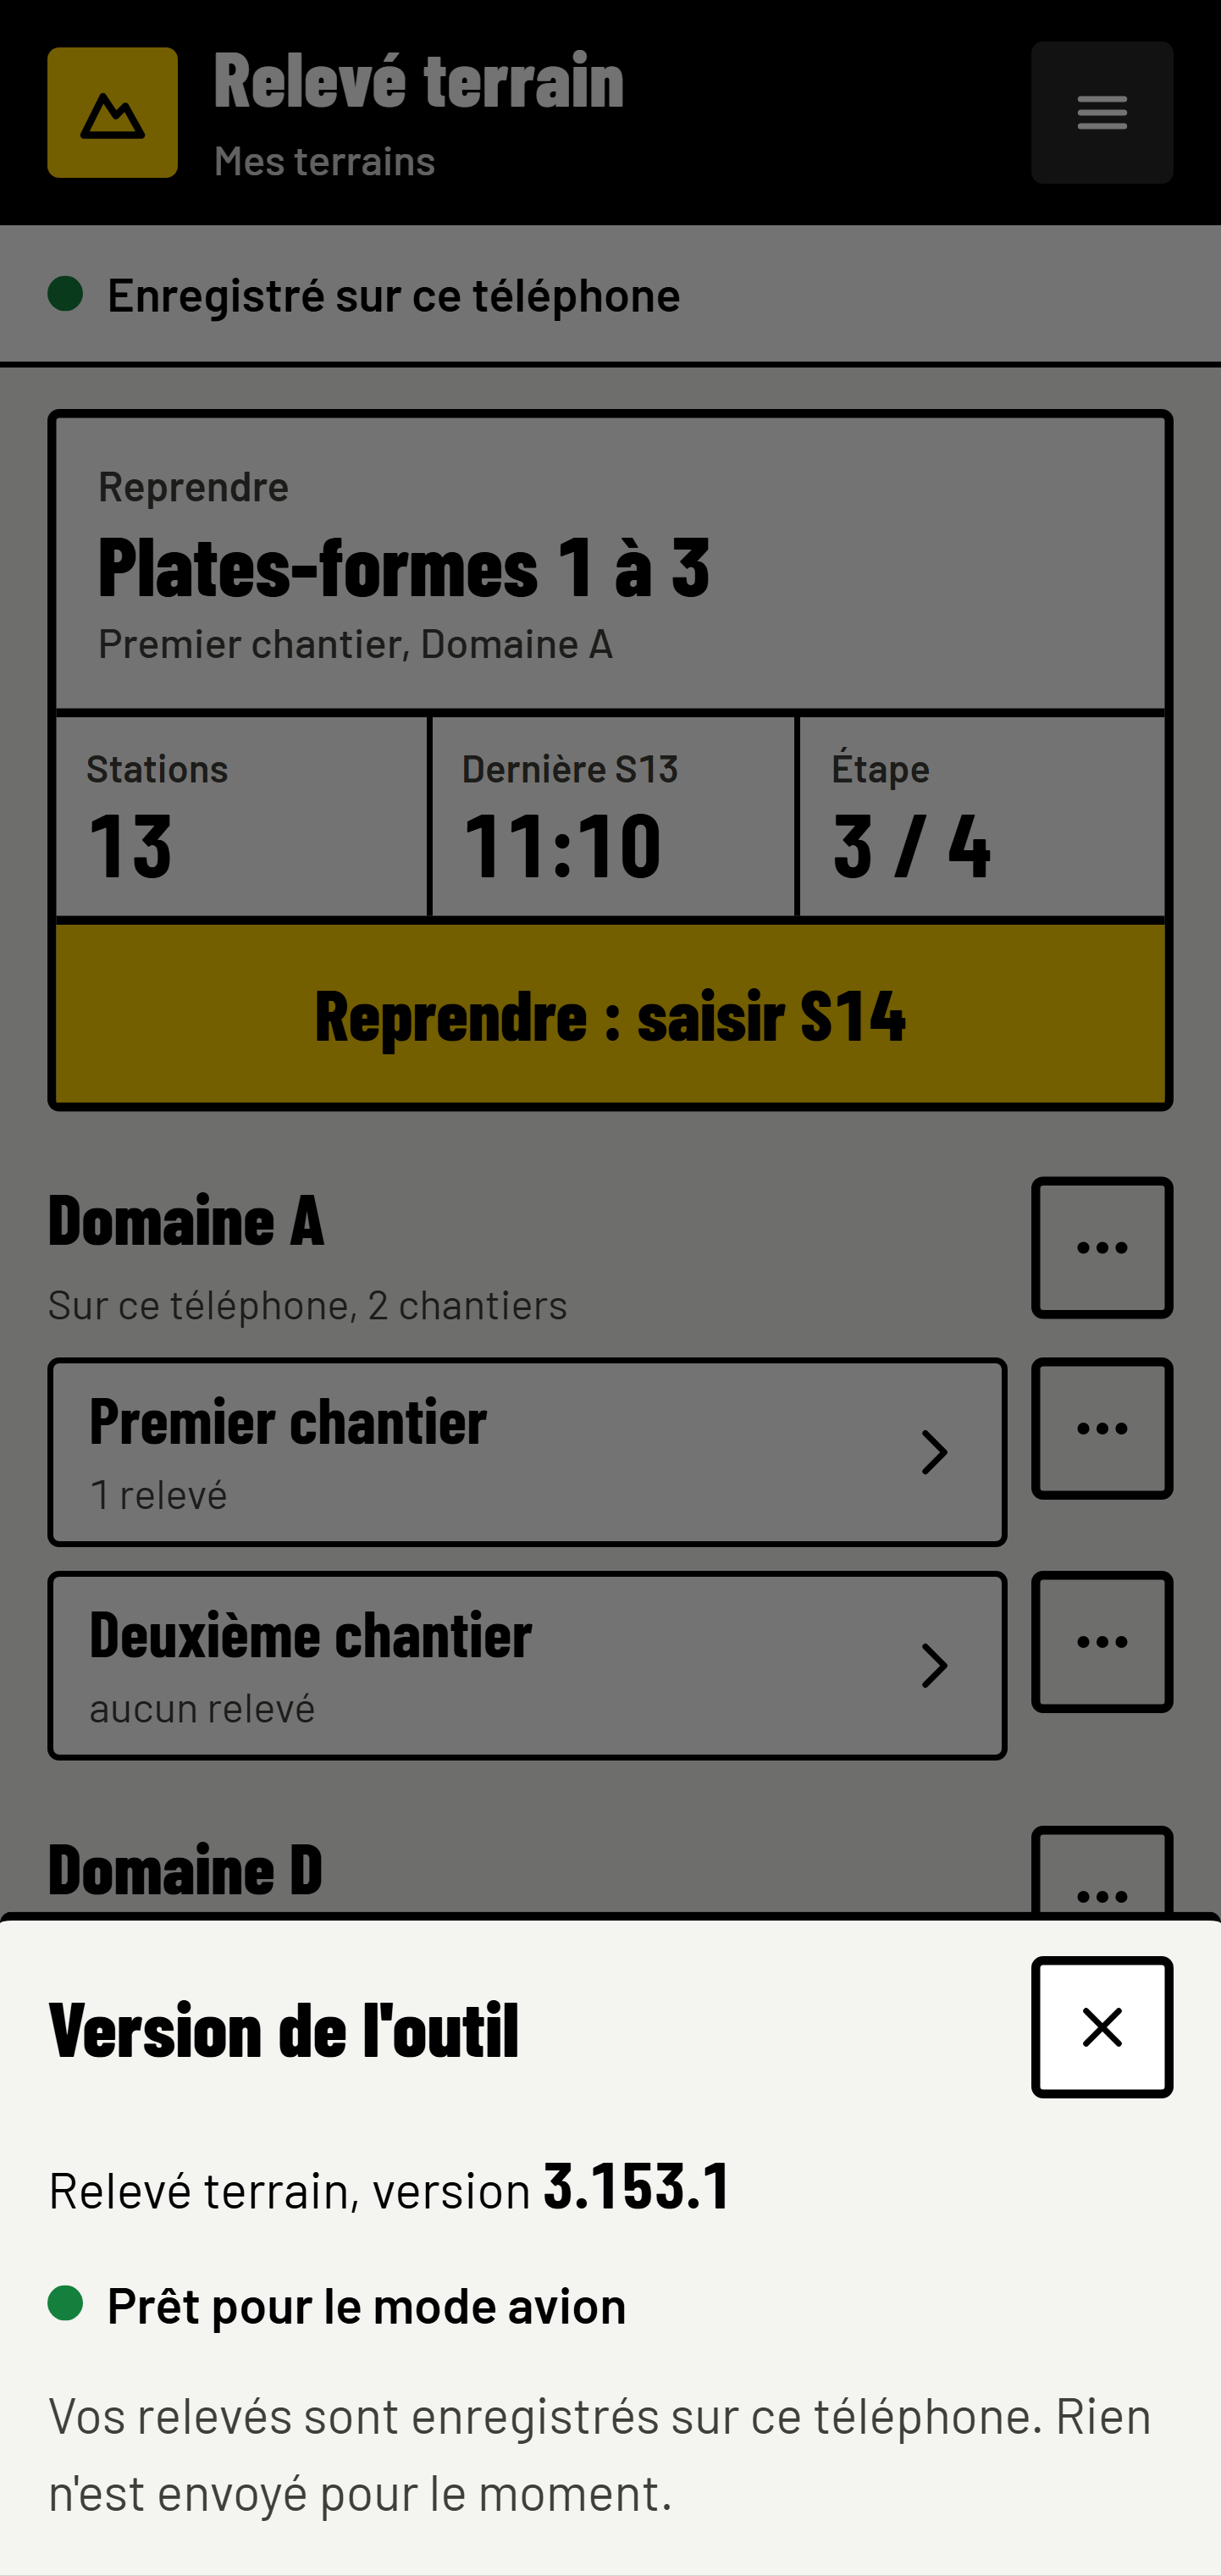 Relevé terrain
Mes terrains
Enregistré sur ce téléphone
Reprendre
Plates-formes 1 à 3
Premier chantier, Domaine A
Stations
13
Dernière S13
11:10
Étape
3 / 4
Reprendre : saisir S14
Domaine A
Sur ce téléphone, 2 chantiers
Premier chantier
1 relevé
Deuxième chantier
aucun relevé
Domaine D
Version de l'outil
Relevé terrain, version 3.153.1
Prêt pour le mode avion
Vos relevés sont enregistrés sur ce téléphone. Rien
n'est envoyé pour le moment.